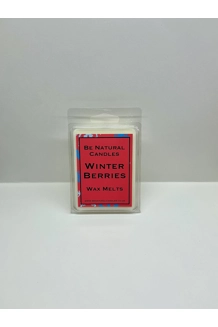 Be Natural
Candles
Winter
Berries
Wax Melts